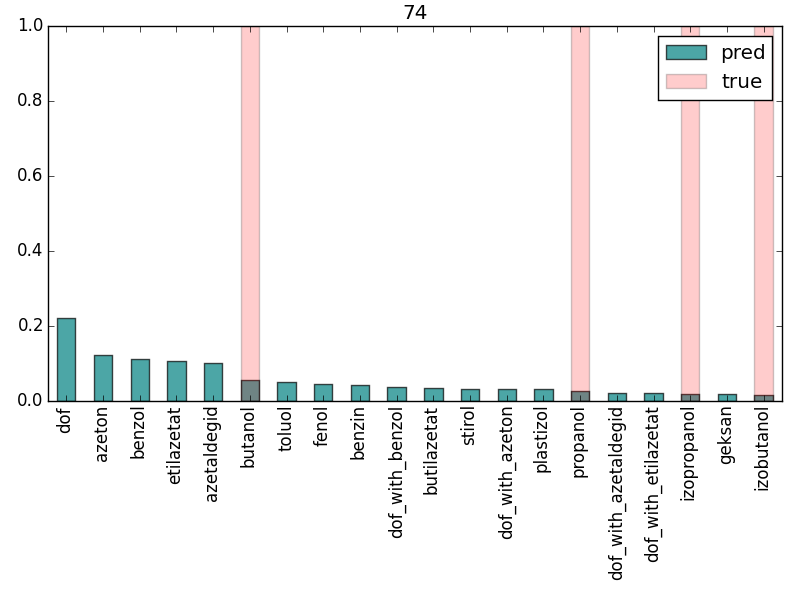 74
1.0
0.8
0.6
0.4
0.2
0.0
pred
true
dof
azeton
benzol
etilazetat
azetaldegid
butanol
toluol
fenol
benzin
dof_with_benzol
butilazetat
stirol
dof_with_azeton
plastizol
propanol
dof_with_azetaldegid
dof_with_etilazetat
izopropanol
geksan
izobutanol